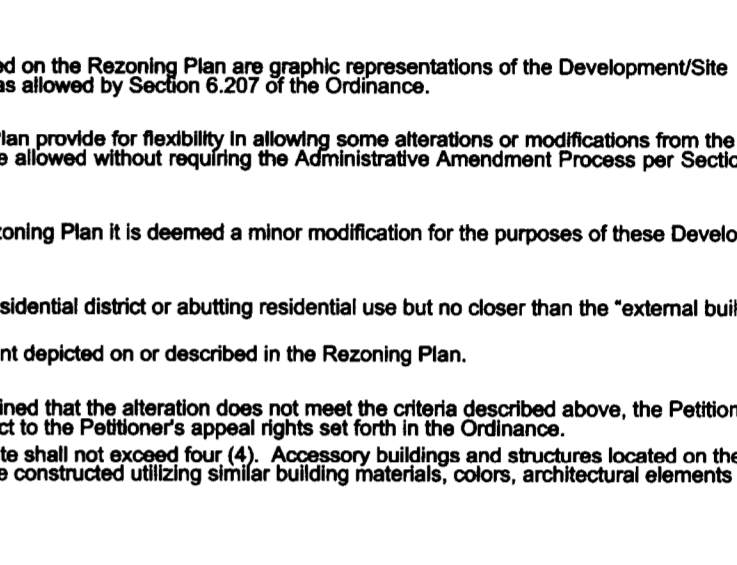 ed on the Rezoning Plan are graphic representations of the Development/Site
as allowed by Section 6.207 of the Ordinance.
Plan provide for flexibility in allowing some alterations or modifications from the
e allowed without requiring the Administrative Amendment Process per Sectio
zoning Plan it is deemed a minor modification for the purposes of these Develo
sidential district or abutting residential use but no closer than the "external buil
nt depicted on or described in the Rezoning Plan.
ined that the alteration does not meet the criteria described above, the Petition
ct to the Petitioner's appeal rights set forth in the Ordinance.
te shall not exceed four (4). Accessory buildings and structures located on the
e constructed utilizing similar building materials, colors, architectural elements